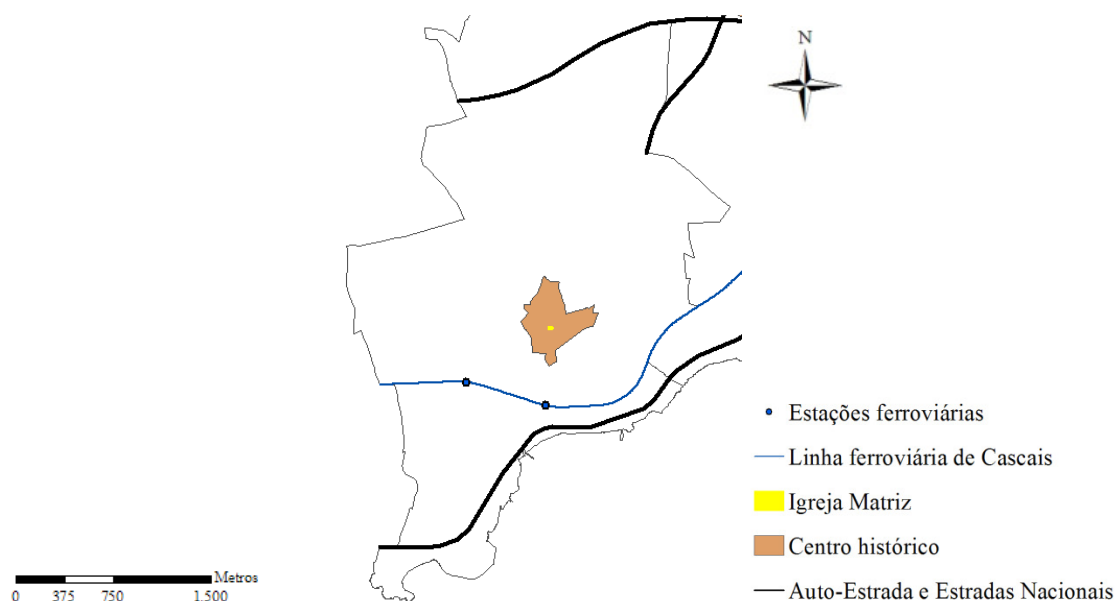 N
Estações ferroviárias
Linha ferroviária de Cascais
Igreja Matriz
Centro histórico
Auto-Estrada e Estradas Nacionais
Metros
0 375 750 1.500